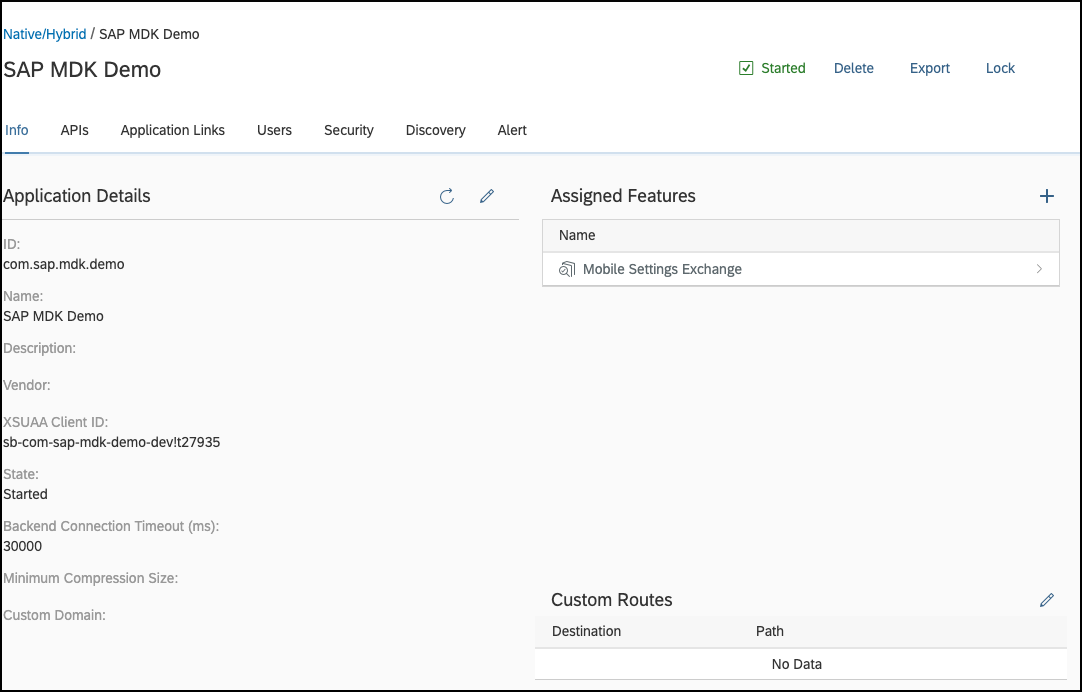 Native/Hybrid / SAP MDK Demo
SAP MDK Demo
Started Delete Export Lock
Info APIs Application Links Users Security Discovery Alert
Application Details
ID:
com.sap.mdk.demo
Name:
SAP MDK Demo
Description:
Vendor:
XSUAA Client ID:
sb-com-sap-mdk-demo-dev!t27935
State:
Started
Backend Connection Timeout (ms):
30000
Minimum Compression Size:
Custom Domain:
Assigned Features
Name
Mobile Settings Exchange
Custom Routes
Destination Path
No Data